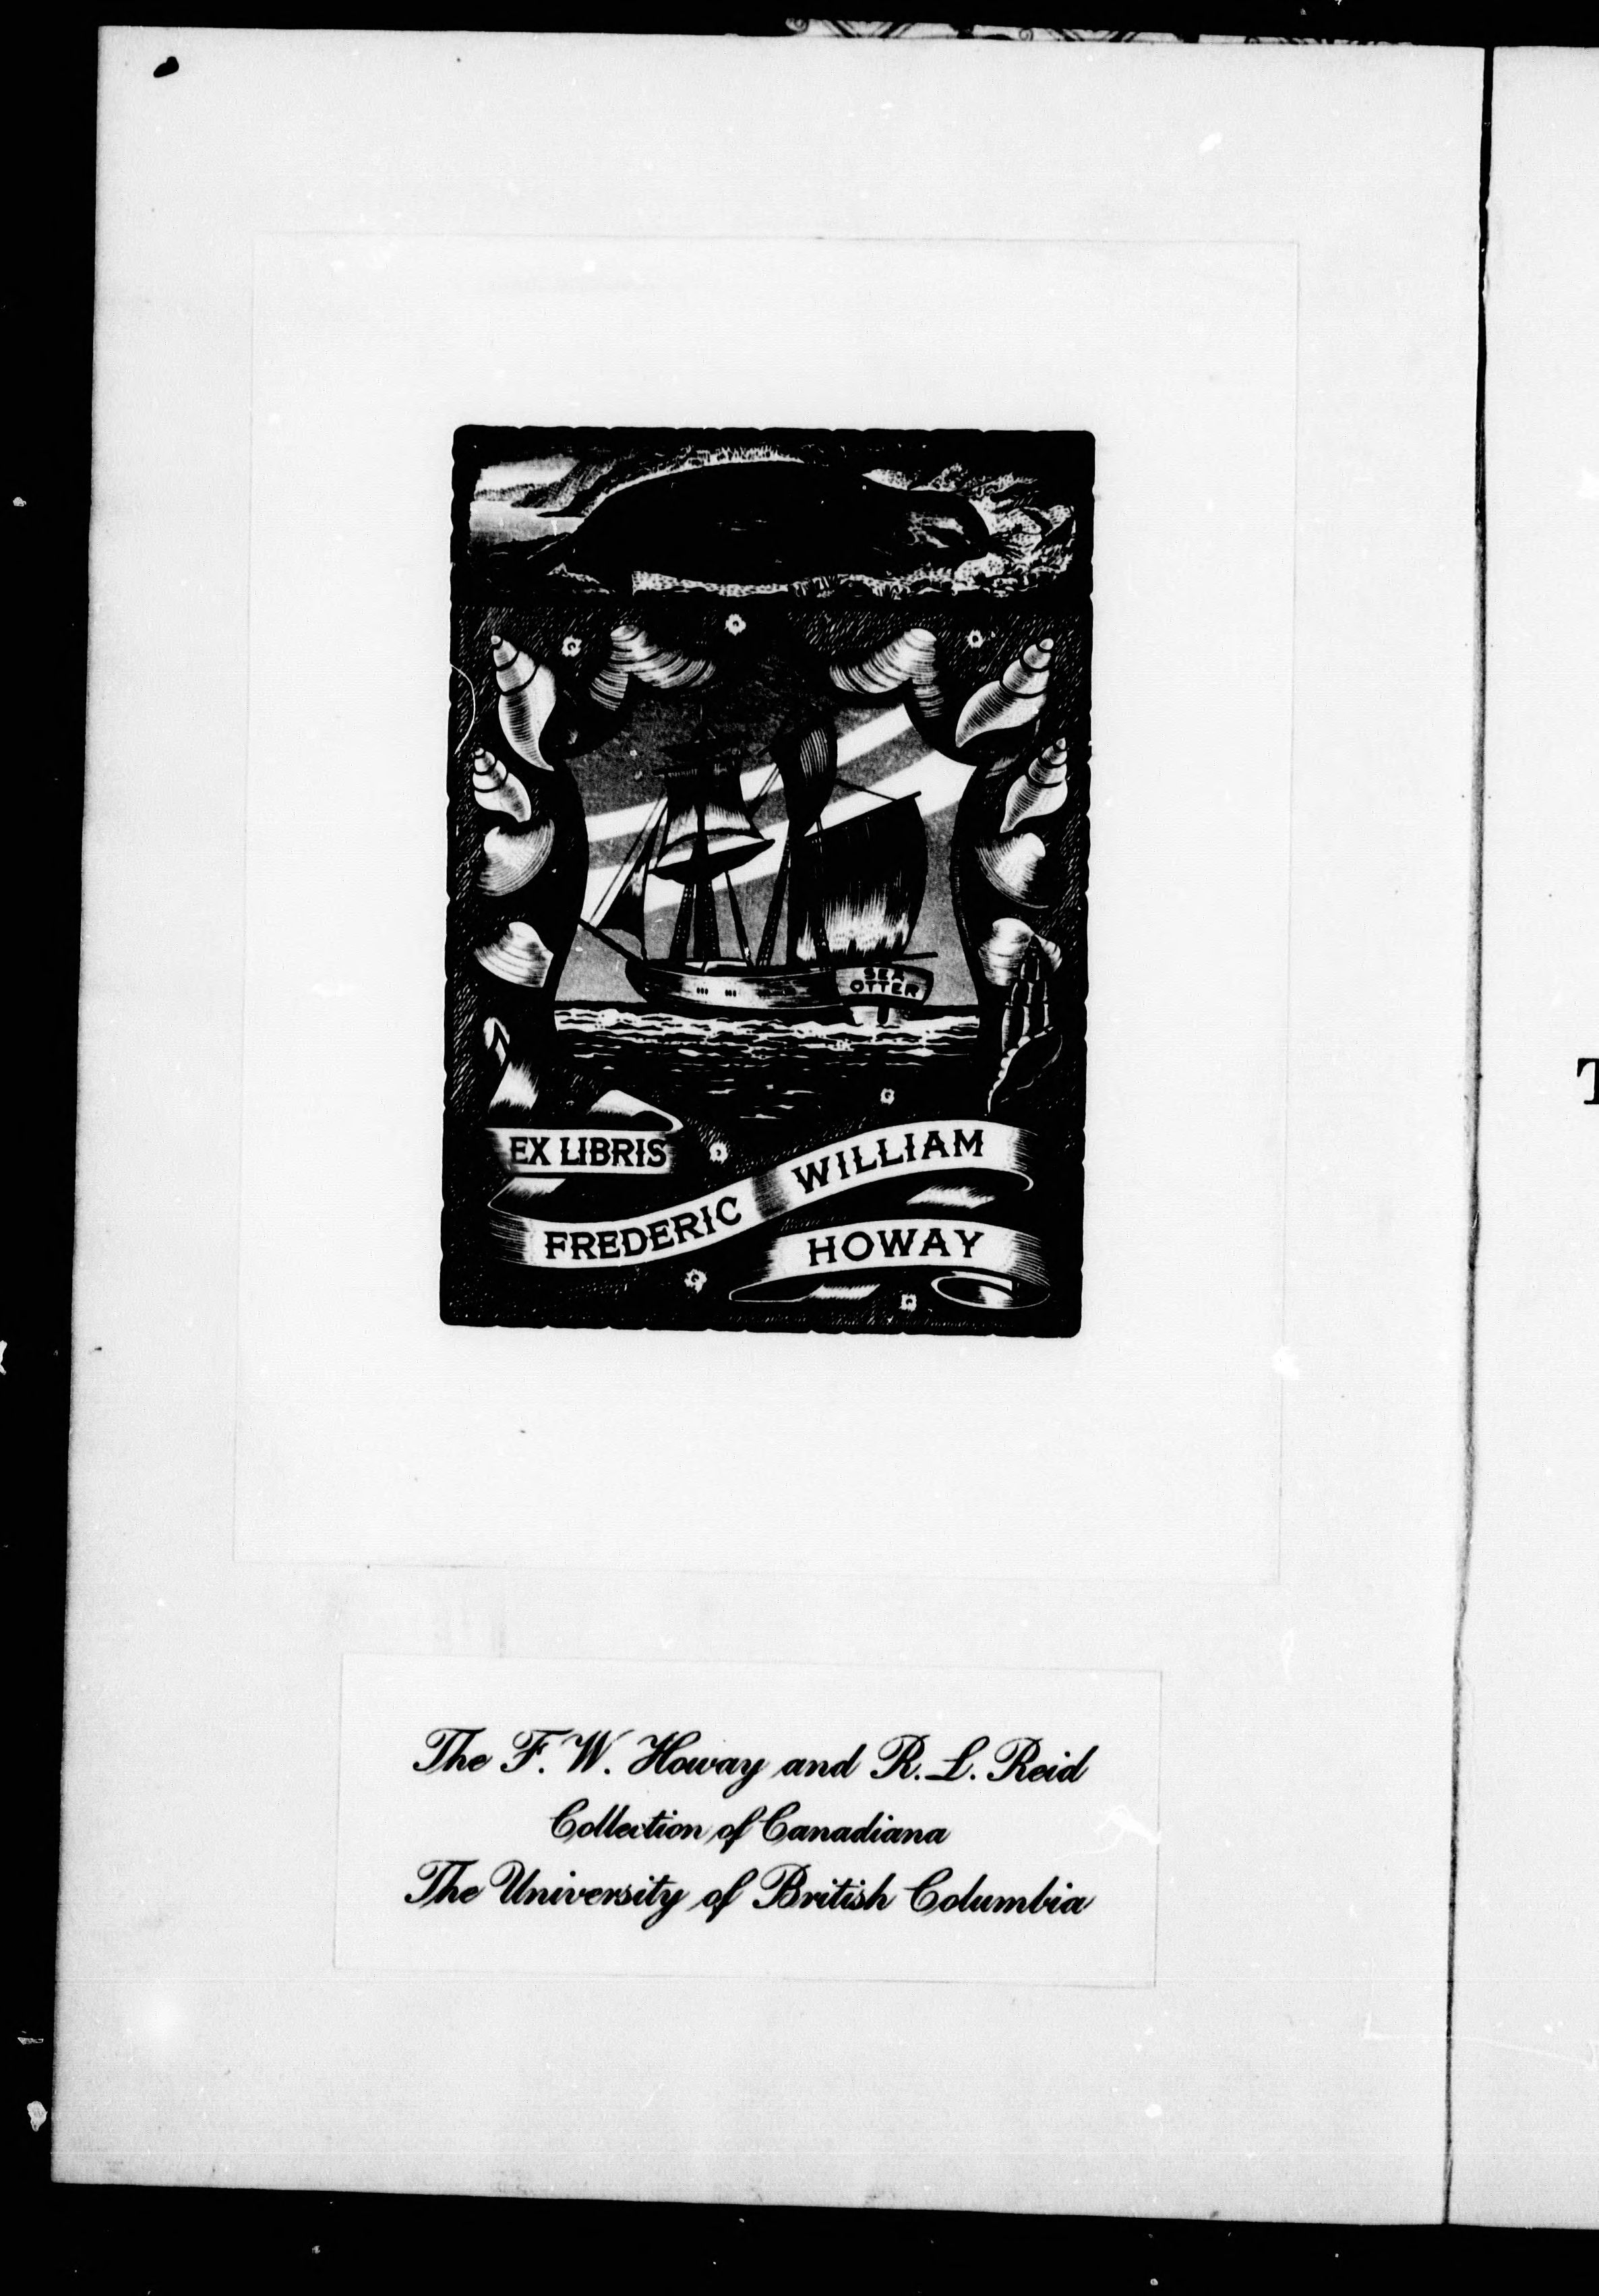 SEA
OTTER
EX LIBRIS
FREDERIC WILLIAM
HOWAY
The F. W. Howay and R. L. Reid
Collection of Canadiana
The University of British Columbia
T